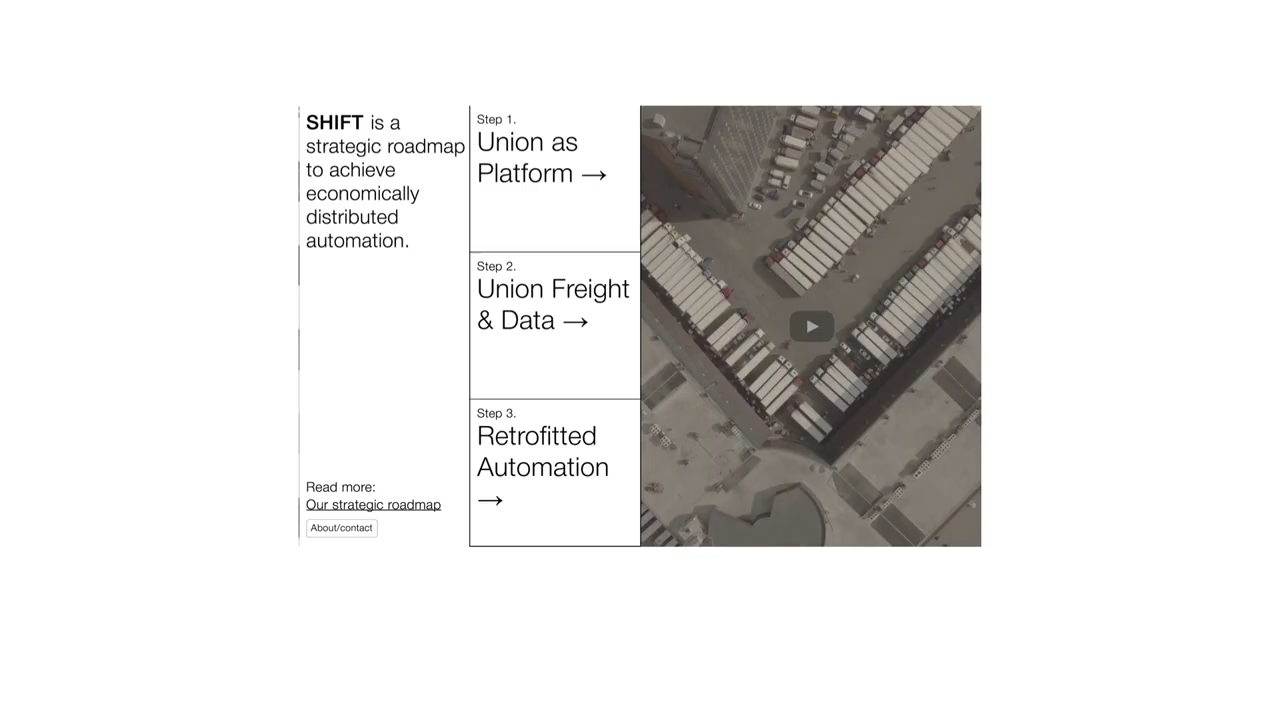 SHIFT is a
strategic roadmap
to achieve
economically
distributed
automation.
Read more:
Our strategic roadmap
About/contact
Step 1.
Union as
Platform →
Step 2.
Union Freight
& Data →
Step 3.
Retrofitted
Automation
→